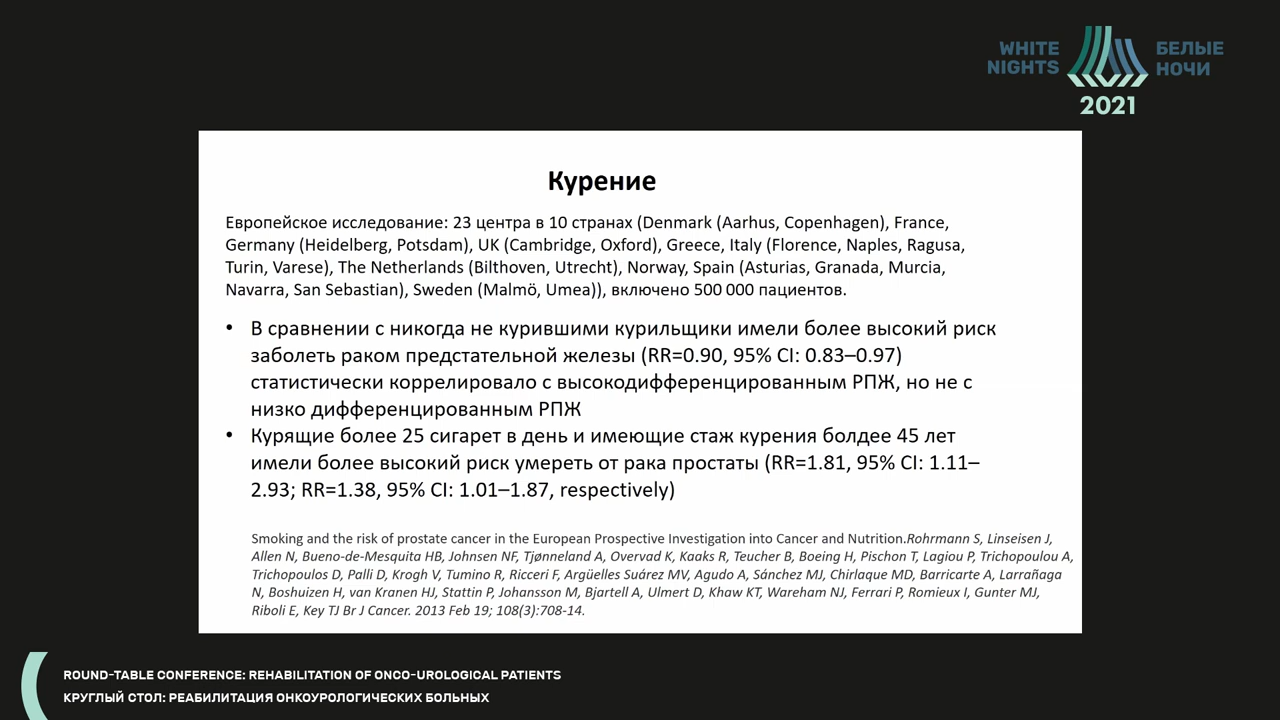 WHITE NIGHTS
БЕЛЫЕ НОЧИ
2021
Курение
Европейское исследование: 23 центра в 10 странах (Denmark (Aarhus, Copenhagen), France,
Germany (Heidelberg, Potsdam), UK (Cambridge, Oxford), Greece, Italy (Florence, Naples, Ragusa,
Turin, Varese), The Netherlands (Bilthoven, Utrecht), Norway, Spain (Asturias, Granada, Murcia,
Navarra, San Sebastian), Sweden (Malmö, Umea)), включено 500 000 пациентов.
• В сравнении с никогда не курившими курильщики имели более высокий риск
заболеть раком предстательной железы (RR=0.90, 95% CI: 0.83–0.97)
статистически коррелировало с высокодифференцированным РПЖ, но не с
низко дифференцированным РПЖ
• Курящие более 25 сигарет в день и имеющие стаж курения болдее 45 лет
имели более высокий риск умереть от рака простаты (RR=1.81, 95% CI: 1.11–
2.93; RR=1.38, 95% CI: 1.01–1.87, respectively)
Smoking and the risk of prostate cancer in the European Prospective Investigation into Cancer and Nutrition.Rohrmann S, Linseisen J,
Allen N, Bueno-de-Mesquita HB, Johnsen NF, Tjønneland A, Overvad K, Kaaks R, Teucher B, Boeing H, Pischon T, Lagiou P, Trichopoulou A,
Trichopoulos D, Palli D, Krogh V, Tumino R, Ricceri F, Argüelles Suárez MV, Agudo A, Sánchez MJ, Chirlaque MD, Barricarte A, Larrañaga
N, Boshuizen H, van Kranen HJ, Stattin P, Johansson M, Bjartell A, Ulmert D, Khaw KT, Wareham NJ, Ferrari P, Romieux I, Gunter MJ,
Riboli E, Key TJ Br J Cancer. 2013 Feb 19; 108(3):708-14.
ROUND-TABLE CONFERENCE: REHABILITATION OF ONCO-UROLOGICAL PATIENTS
КРУГЛЫЙ СТОЛ: РЕАБИЛИТАЦИЯ ОНКОУРОЛОГИЧЕСКИХ БОЛЬНЫХ